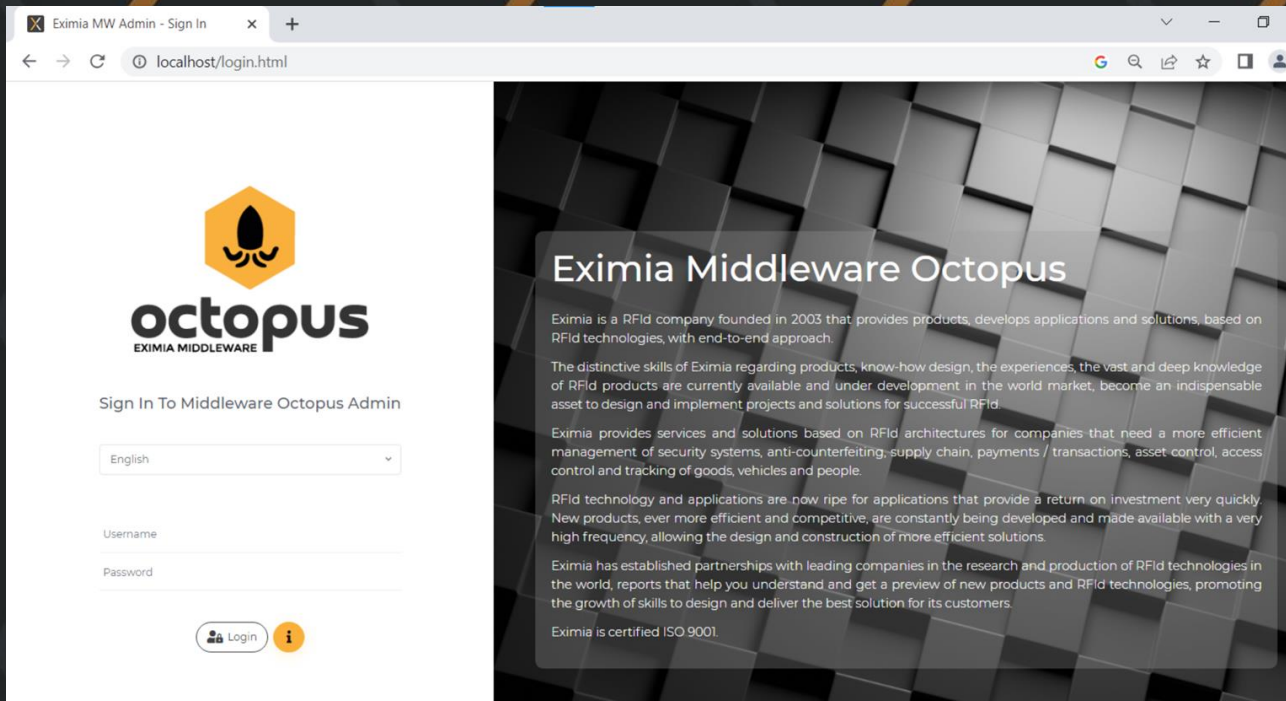 Eximia MW Admin - Sign In
localhost/login.html
octopus
EXIMIA MIDDLEWARE
Sign In To Middleware Octopus Admin
English
Username
Password
Login
i
Eximia Middleware Octopus
Eximia is a RFId company founded in 2003 that provides products, develops applications and solutions, based on
RFId technologies, with end-to-end approach.
The distinctive skills of Eximia regarding products, know-how design, the experiences, the vast and deep knowledge
of RFId products are currently available and under development in the world market, become an indispensable
asset to design and implement projects and solutions for successful RFId.
Eximia provides services and solutions based on RFId architectures for companies that need a more efficient
management of security systems, anti-counterfeiting, supply chain, payments / transactions, asset control, access
control and tracking of goods, vehicles and people.
RFId technology and applications are now ripe for applications that provide a return on investment very quickly.
New products, ever more efficient and competitive, are constantly being developed and made available with a very
high frequency, allowing the design and construction of more efficient solutions.
Eximia has established partnerships with leading companies in the research and production of RFId technologies in
the world, reports that help you understand and get a preview of new products and RFId technologies, promoting
the growth of skills to design and deliver the best solution for its customers.
Eximia is certified ISO 9001.